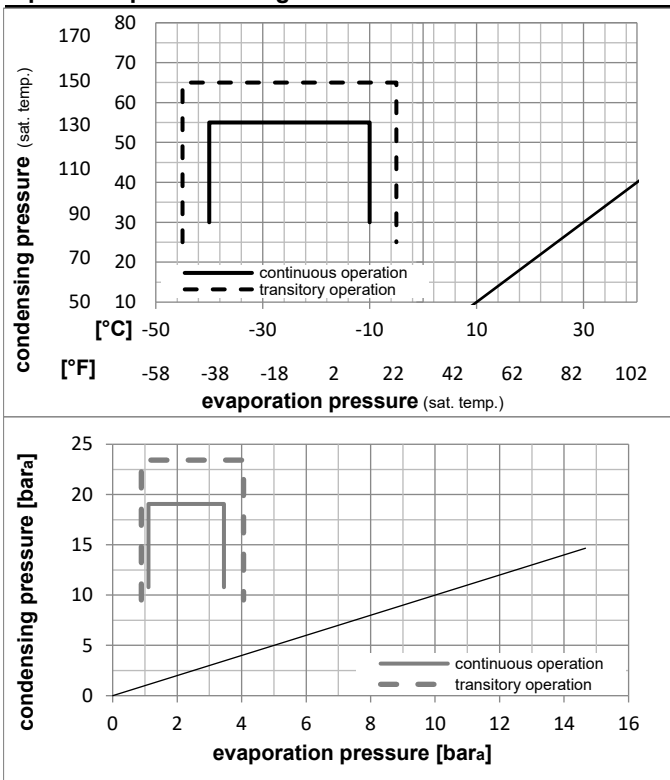 170 80
70
150 60
130 50
110 40
90 30
70 20
50 10
condensing pressure (sat. temp.)
continuous operation
transitory operation
[°C] -50 -30 -10 10 30
[°F] -58 -38 -18 2 22 42 62 82 102
evaporation pressure (sat. temp.)
25
20
15
10
5
0
condensing pressure [bara]
continuous operation
transitory operation
0 2 4 6 8 10 12 14 16
evaporation pressure [bara]